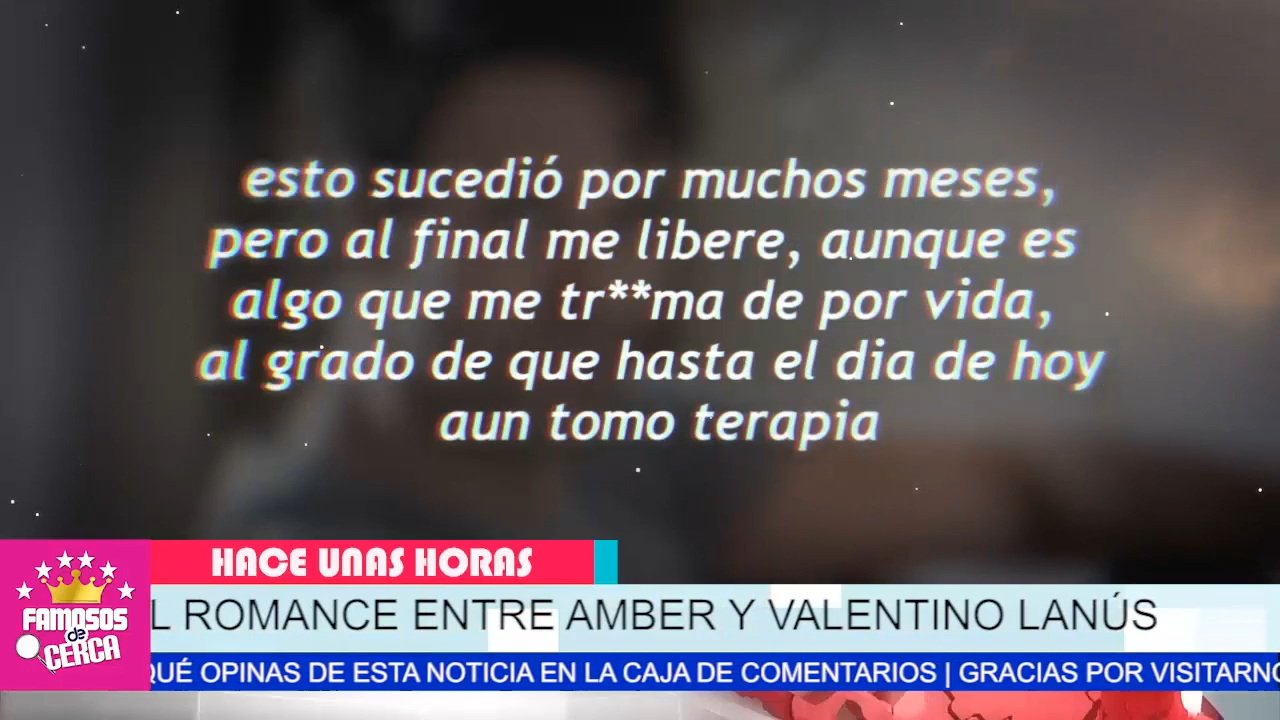 esto sucedió por muchos meses,
pero al final me libere, aunque es
algo que me tr**ma de por vida,
al grado de que hasta el dia de hoy
aun tomo terapia
HACE UNAS HORAS
L ROMANCE ENTRE AMBER Y VALENTINO LANÚS
FAMOSOS
de
CERCA
QUÉ OPINAS DE ESTA NOTICIA EN LA CAJA DE COMENTARIOS | GRACIAS POR VISITARNO